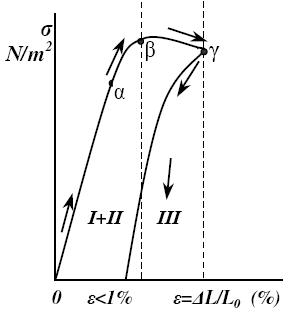 σ
N/m²
β
γ
α
I+II III
0 ε<1% ε=ΔL/L₀ (%)